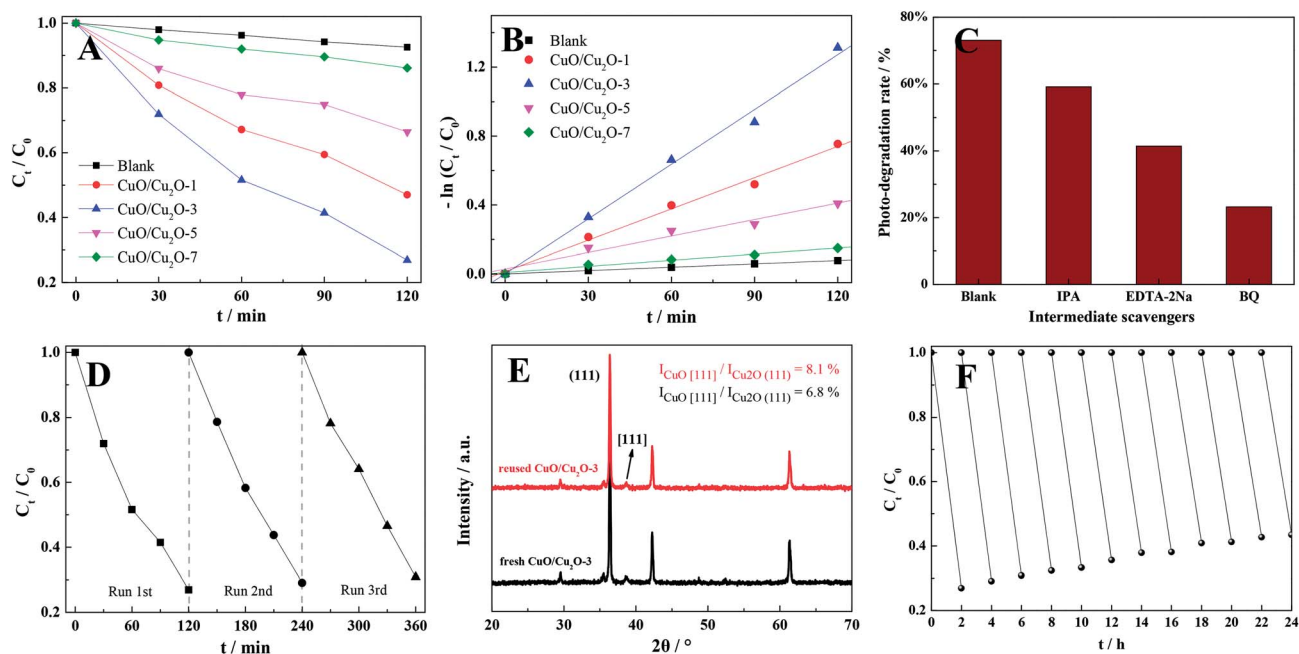 A
1.0
0.8
0.6
0.4
0.2
C_t / C_0
0 30 60 90 120
t / min
Blank
CuO/Cu₂O-1
CuO/Cu₂O-3
CuO/Cu₂O-5
CuO/Cu₂O-7
B
1.2
0.8
0.4
0.0
- ln (C_t / C_0)
0 30 60 90 120
t / min
Blank
CuO/Cu₂O-1
CuO/Cu₂O-3
CuO/Cu₂O-5
CuO/Cu₂O-7
C
80%
60%
40%
20%
0%
Photo-degradation rate / %
Blank IPA EDTA-2Na BQ
Intermediate scavengers
D
1.0
0.8
0.6
0.4
0.2
C_t / C_0
Run 1st Run 2nd Run 3rd
0 60 120 180 240 300 360
t / min
E
(111)
I_CuO [111] / I_Cu2O (111) = 8.1 %
I_CuO [111] / I_Cu2O (111) = 6.8 %
[111]
reused CuO/Cu₂O-3
fresh CuO/Cu₂O-3
Intensity / a.u.
20 30 40 50 60 70
2θ / °
F
1.0
0.8
0.6
0.4
0.2
C_t / C_0
0 2 4 6 8 10 12 14 16 18 20 22 24
t / h